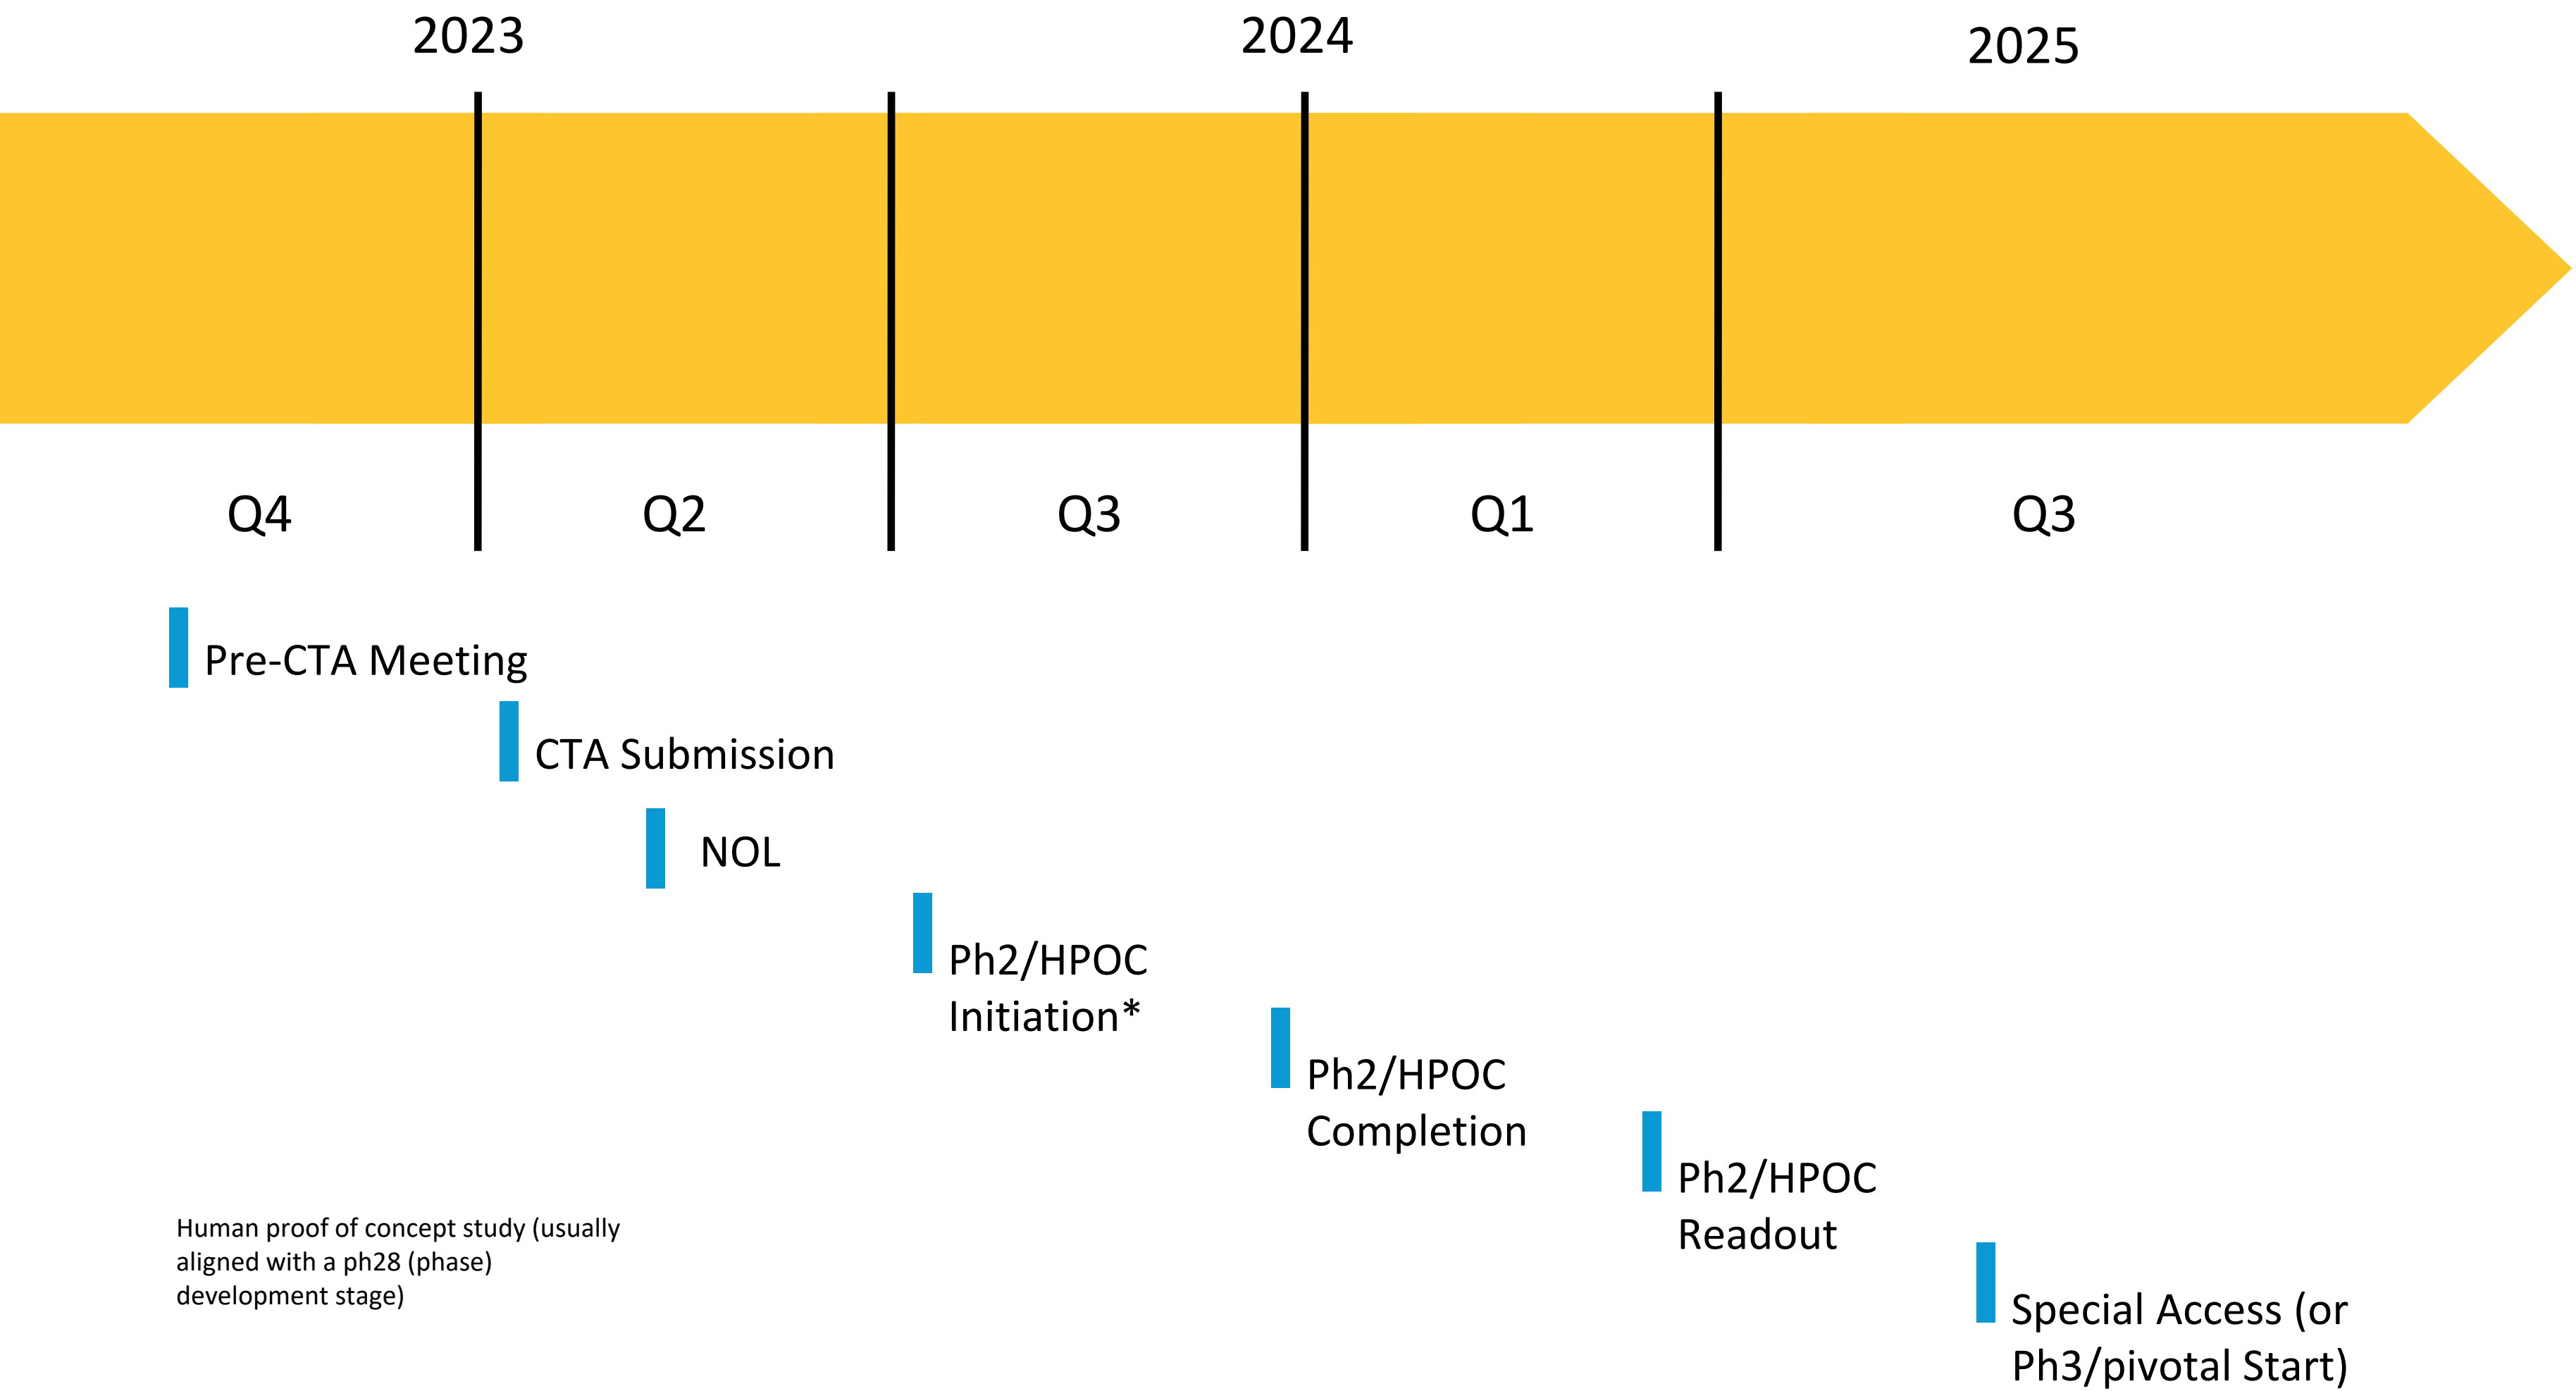 2023
2024
2025
Q4
Q2
Q3
Q1
Q3
Pre-CTA Meeting
CTA Submission
NOL
Ph2/HPOC
Initiation*
Ph2/HPOC
Completion
Ph2/HPOC
Readout
Special Access (or
Ph3/pivotal Start)
Human proof of concept study (usually
aligned with a ph28 (phase)
development stage)